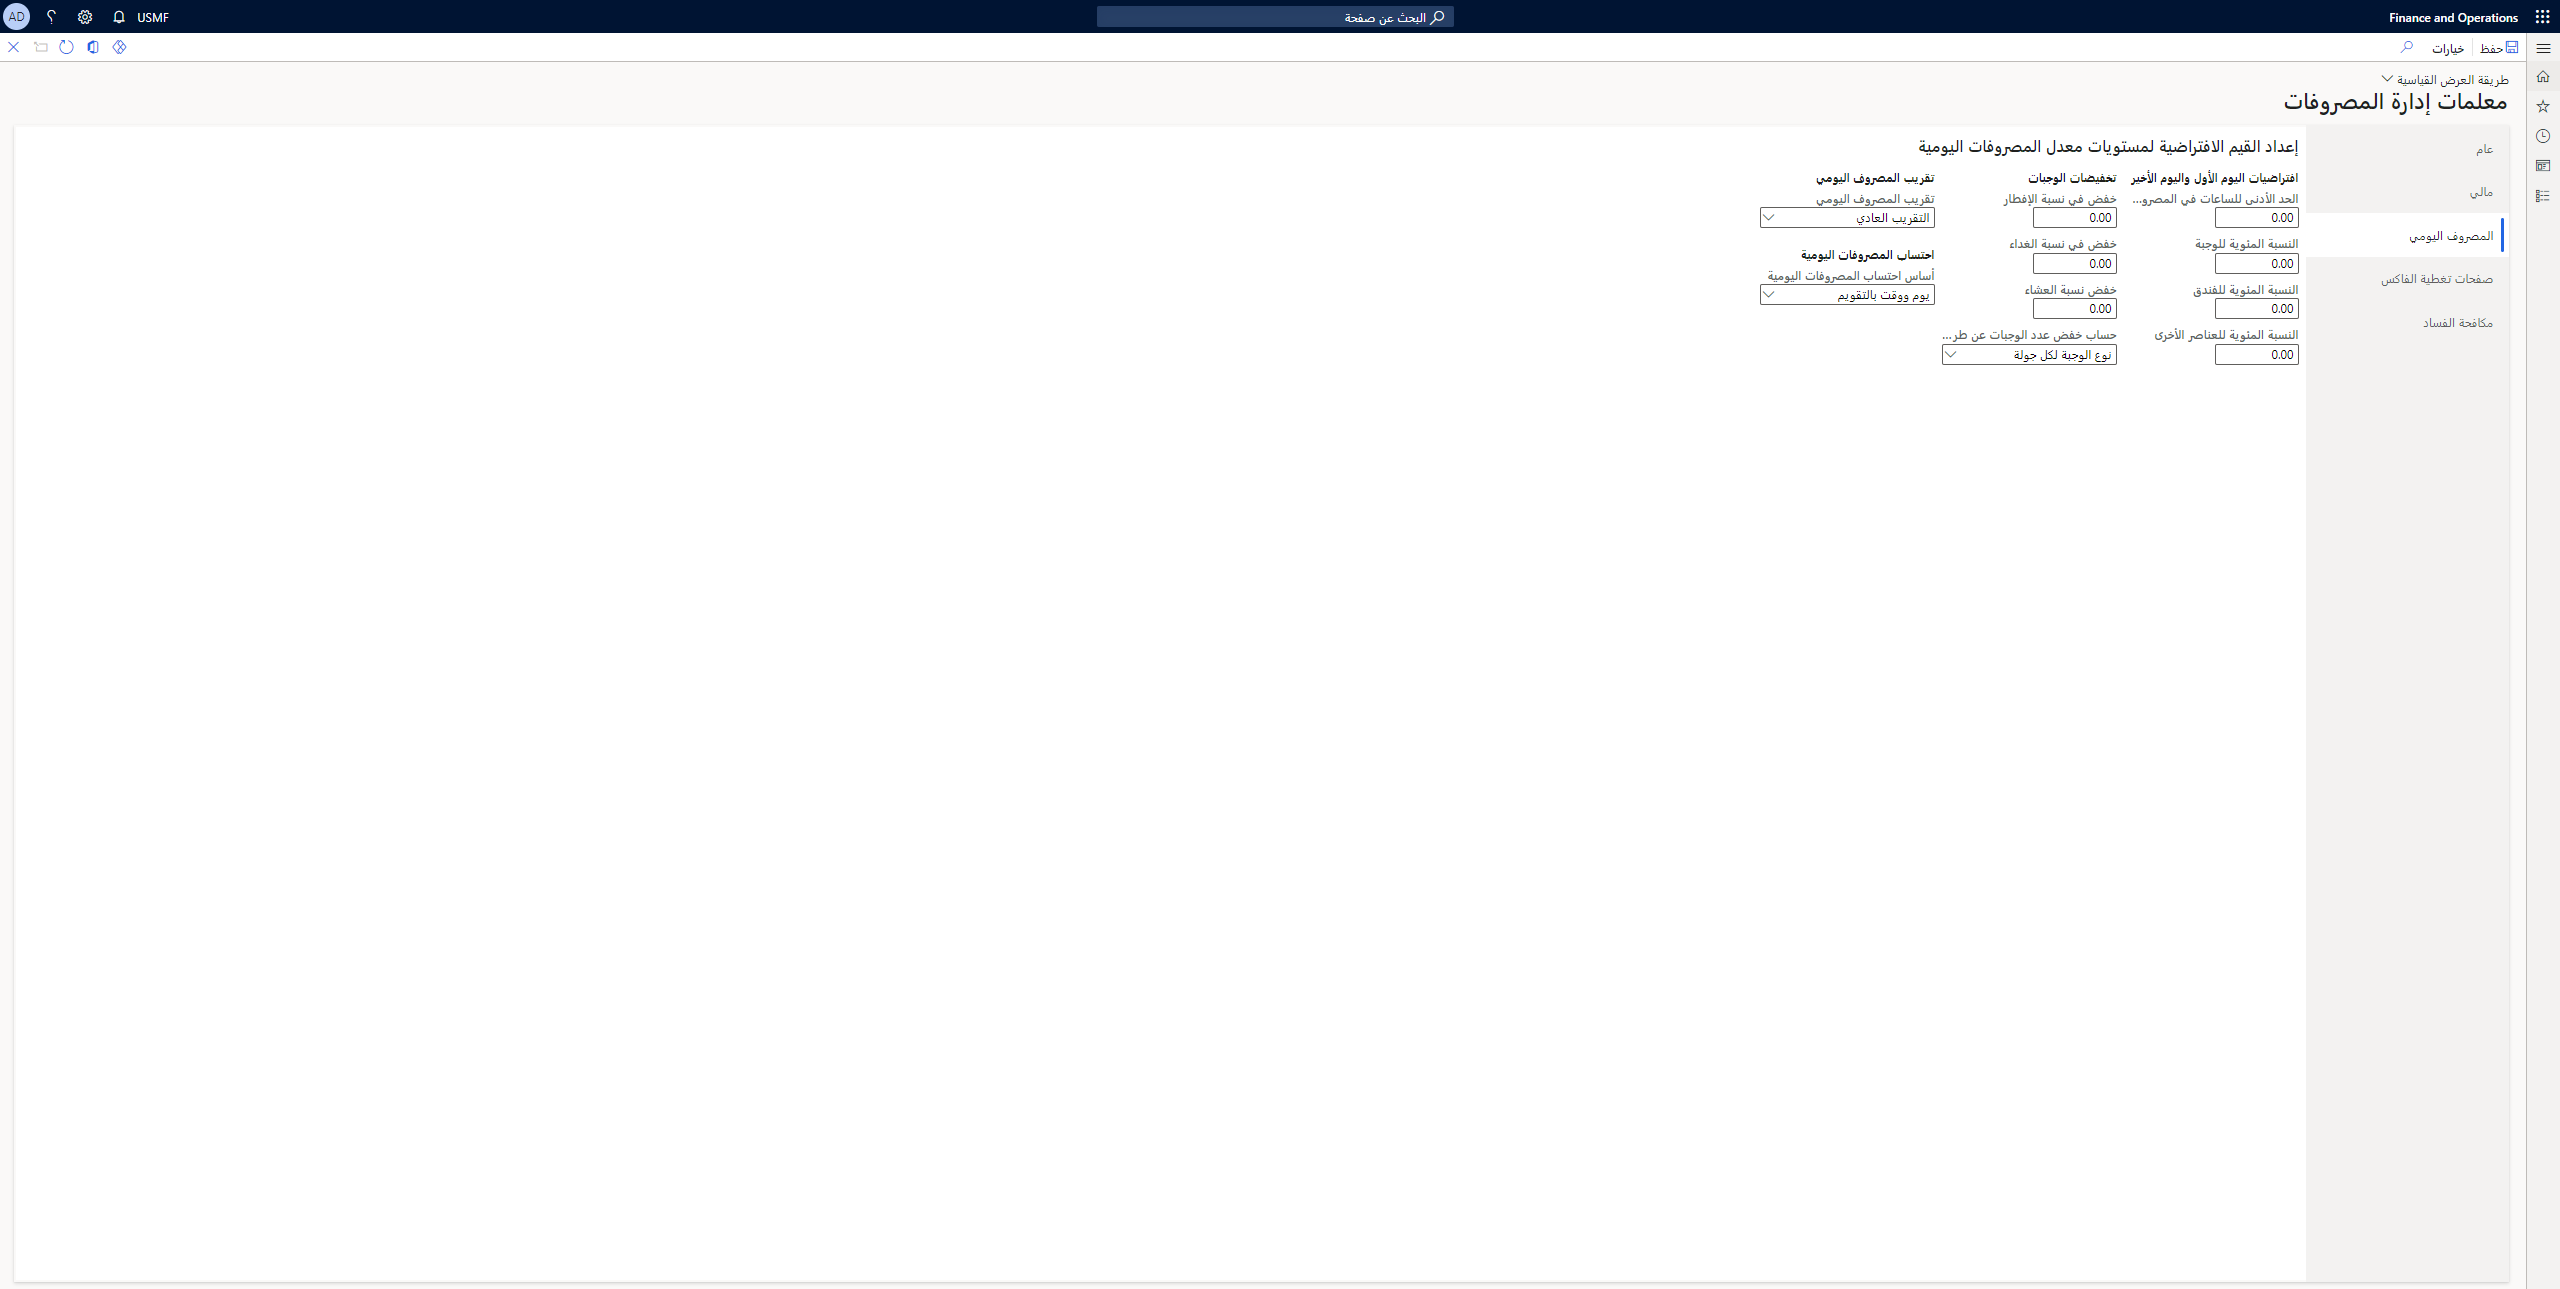 Finance and Operations
البحث عن صفحة
USMF
؟
AD
حفظ
خيارات
طريقة العرض القياسية
معلمات إدارة المصروفات
عام
مالي
المصروف اليومي
صفحات تغطية الفاكس
مكافحة الفساد
إعداد القيم الافتراضية لمستويات معدل المصروفات اليومية
افتراضيات اليوم الأول واليوم الأخير
الحد الأدنى للساعات في المصرو...
0.00
النسبة المئوية للوجبة
0.00
النسبة المئوية للفندق
0.00
النسبة المئوية للعناصر الأخرى
0.00
تخفيضات الوجبات
خفض في نسبة الإفطار
0.00
خفض في نسبة الغداء
0.00
خفض نسبة العشاء
0.00
حساب خفض عدد الوجبات عن طر...
نوع الوجبة لكل جولة
تقريب المصروف اليومي
تقريب المصروف اليومي
التقريب العادي
احتساب المصروفات اليومية
أساس احتساب المصروفات اليومية
يوم ووقت بالتقويم